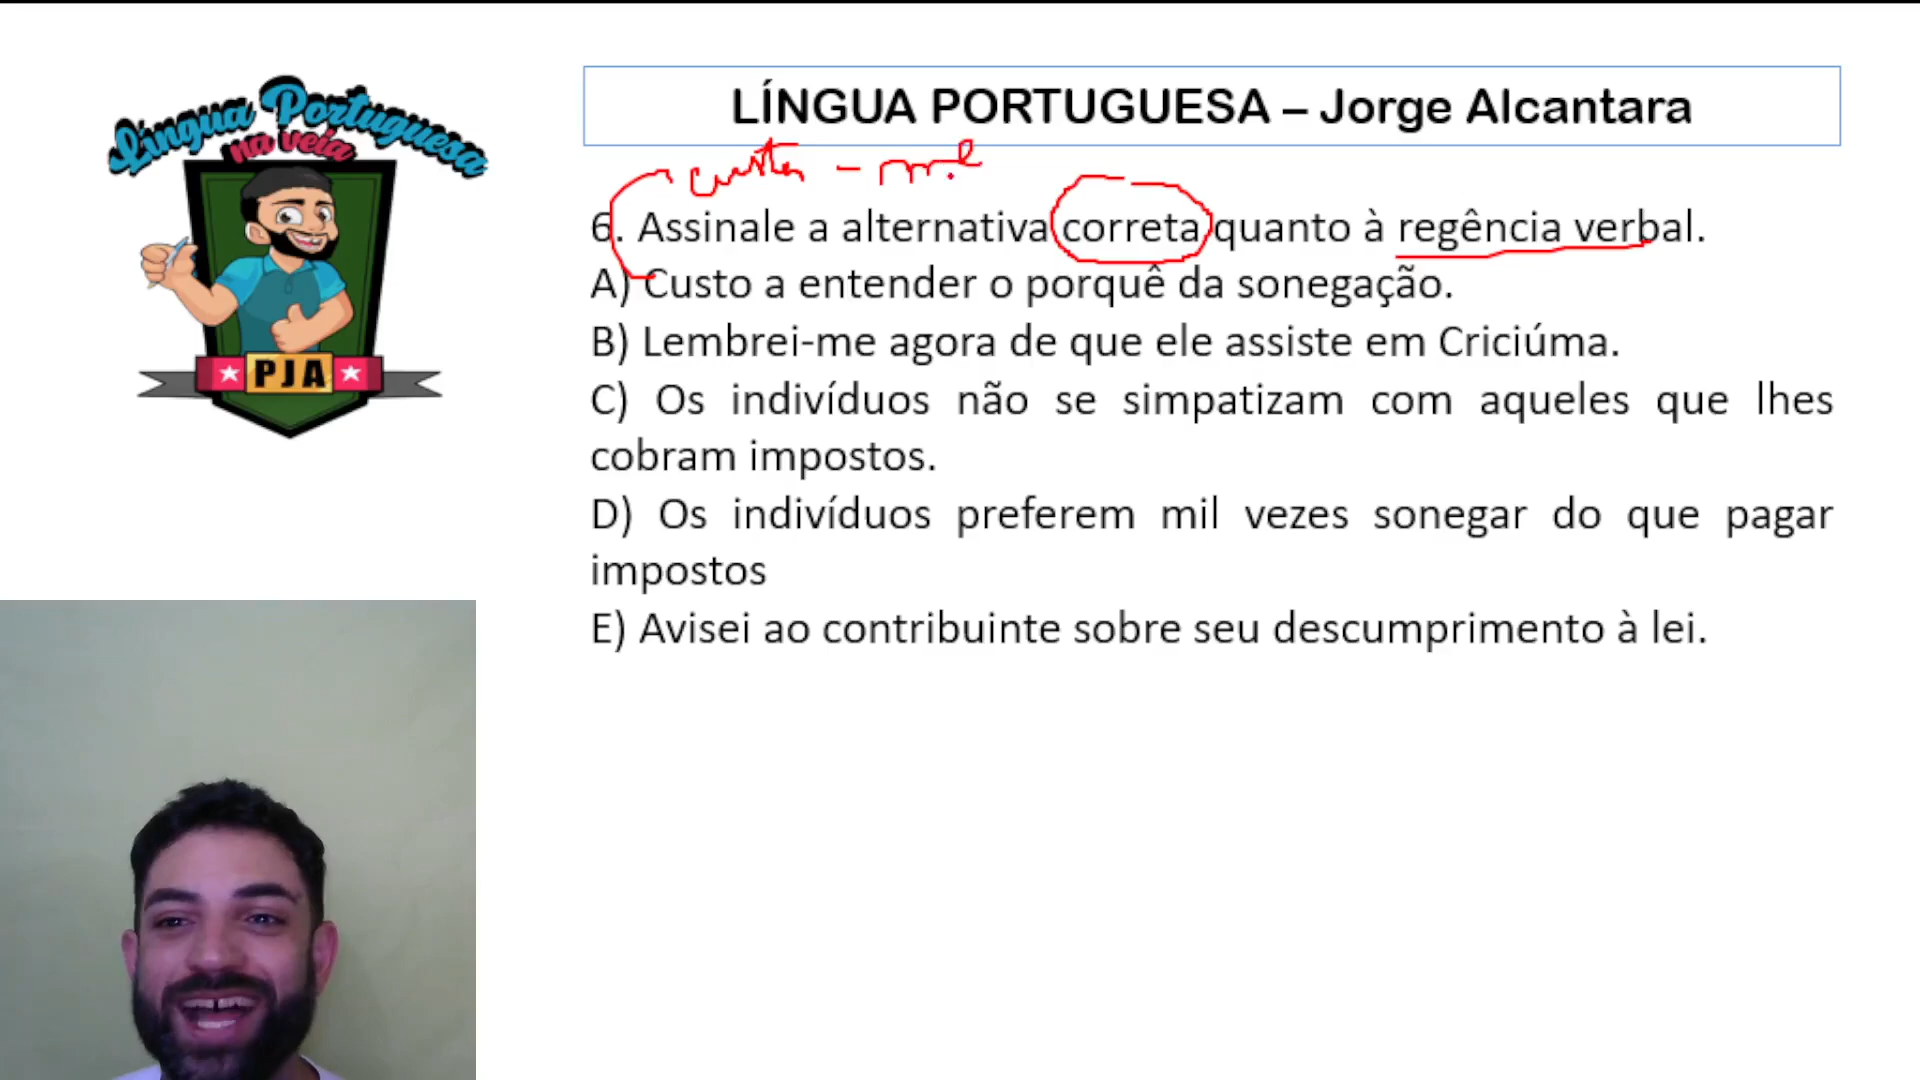 Língua Portuguesa
na veia
PJA
LÍNGUA PORTUGUESA – Jorge Alcantara
custa - me
6. Assinale a alternativa correta quanto à regência verbal.
A) Custo a entender o porquê da sonegação.
B) Lembrei-me agora de que ele assiste em Criciúma.
C) Os indivíduos não se simpatizam com aqueles que lhes
cobram impostos.
D) Os indivíduos preferem mil vezes sonegar do que pagar
impostos
E) Avisei ao contribuinte sobre seu descumprimento à lei.